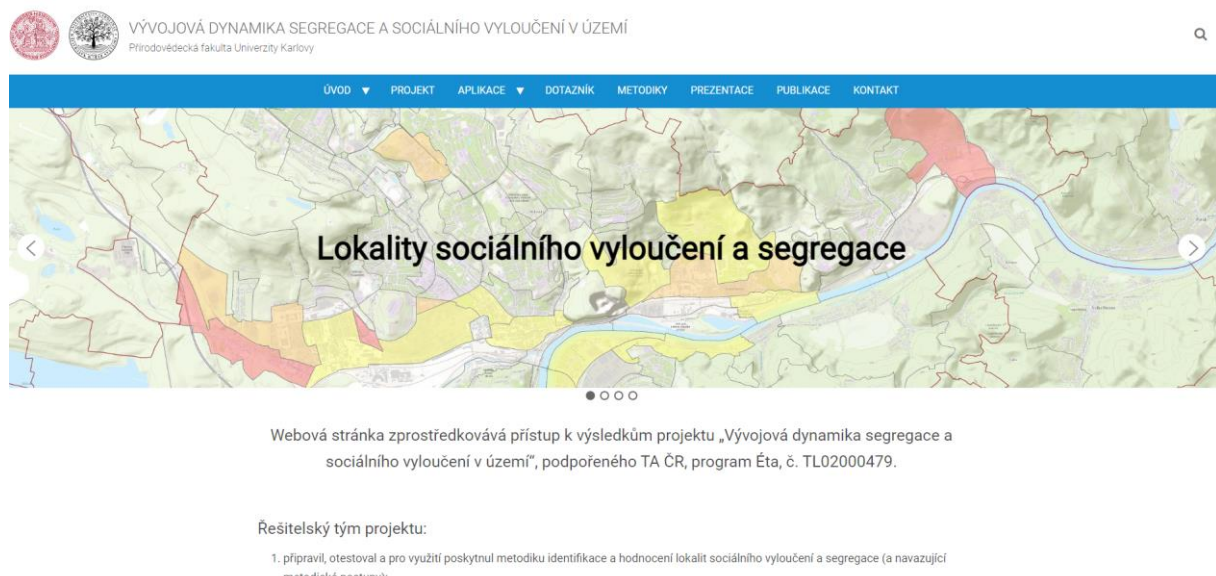 VÝVOJOVÁ DYNAMIKA SEGREGACE A SOCIÁLNÍHO VYLOUČENÍ V ÚZEMÍ
Přírodovědecká fakulta Univerzity Karlovy
ÚVOD ▼ PROJEKT APLIKACE ▼ DOTAZNÍK METODIKY PREZENTACE PUBLIKACE KONTAKT
Lokality sociálního vyloučení a segregace
Webová stránka zprostředkovává přístup k výsledkům projektu „Vývojová dynamika segregace a
sociálního vyloučení v území“, podpořeného TA ČR, program Éta, č. TL02000479.
Řešitelský tým projektu:
1. připravil, otestoval a pro využití poskytnul metodiku identifikace a hodnocení lokalit sociálního vyloučení a segregace (a navazující